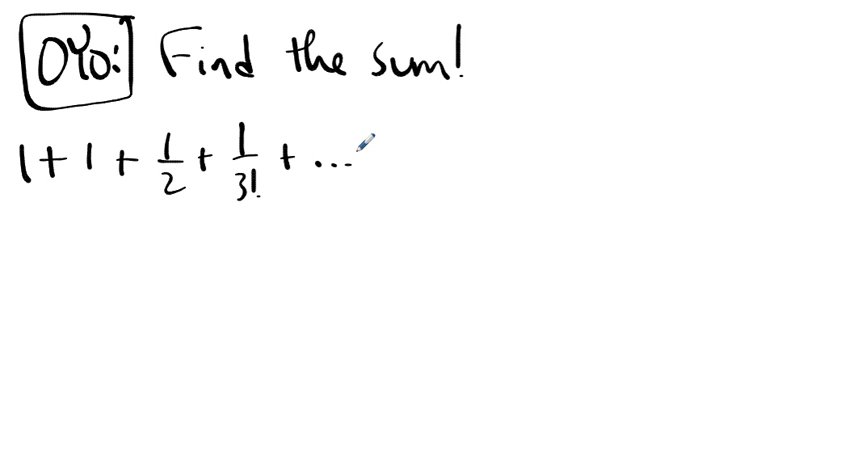 OYO: Find the sum!
1 + 1 + 1/2 + 1/3! + ...